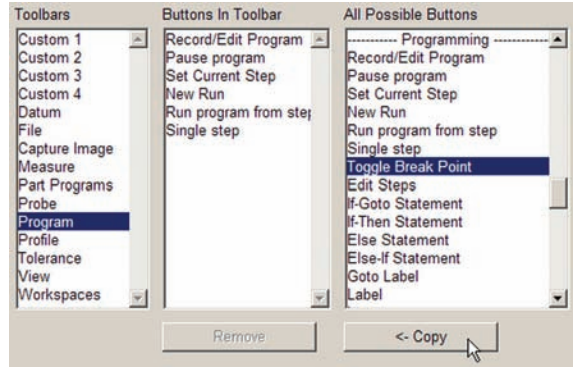 Toolbars
Custom 1
Custom 2
Custom 3
Custom 4
Datum
File
Capture Image
Measure
Part Programs
Probe
Program
Profile
Tolerance
View
Workspaces
Buttons In Toolbar
Record/Edit Program
Pause program
Set Current Step
New Run
Run program from step
Single step
Remove
All Possible Buttons
---------- Programming ----------
Record/Edit Program
Pause program
Set Current Step
New Run
Run program from step
Single step
Toggle Break Point
Edit Steps
If-Goto Statement
If-Then Statement
Else Statement
Else-If Statement
Goto Label
Label
<- Copy